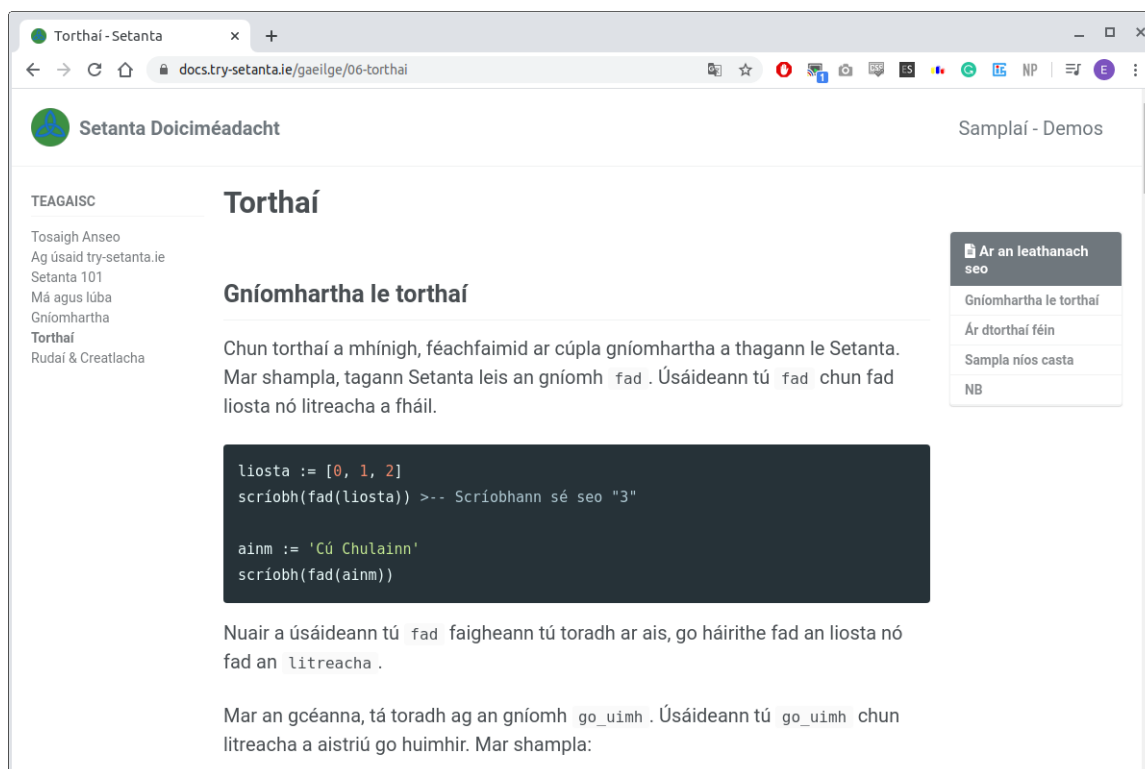 Torthaí - Setanta
docs.try-setanta.ie/gaeilge/06-torthai
1
ES
NP
E
Setanta Doiciméadacht
Samplaí - Demos
TEAGAISC
Tosaigh Anseo
Ag úsaid try-setanta.ie
Setanta 101
Má agus lúba
Gníomhartha
Torthaí
Rudaí & Creatlacha
Torthaí
Gníomhartha le torthaí
Chun torthaí a mhínigh, féachfaimid ar cúpla gníomhartha a thagann le Setanta.
Mar shampla, tagann Setanta leis an gníomh fad . Úsáideann tú fad chun fad
liosta nó litreacha a fháil.
liosta := [0, 1, 2]
scríobh(fad(liosta)) >-- Scríobhann sé seo "3"
ainm := 'Cú Chulainn'
scríobh(fad(ainm))
Nuair a úsáideann tú fad faigheann tú toradh ar ais, go háirithe fad an liosta nó
fad an litreacha .
Mar an gcéanna, tá toradh ag an gníomh go_uimh . Úsáideann tú go_uimh chun
litreacha a aistriú go huimhir. Mar shampla:
Ar an leathanach
seo
Gníomhartha le torthaí
Ár dtorthaí féin
Sampla níos casta
NB